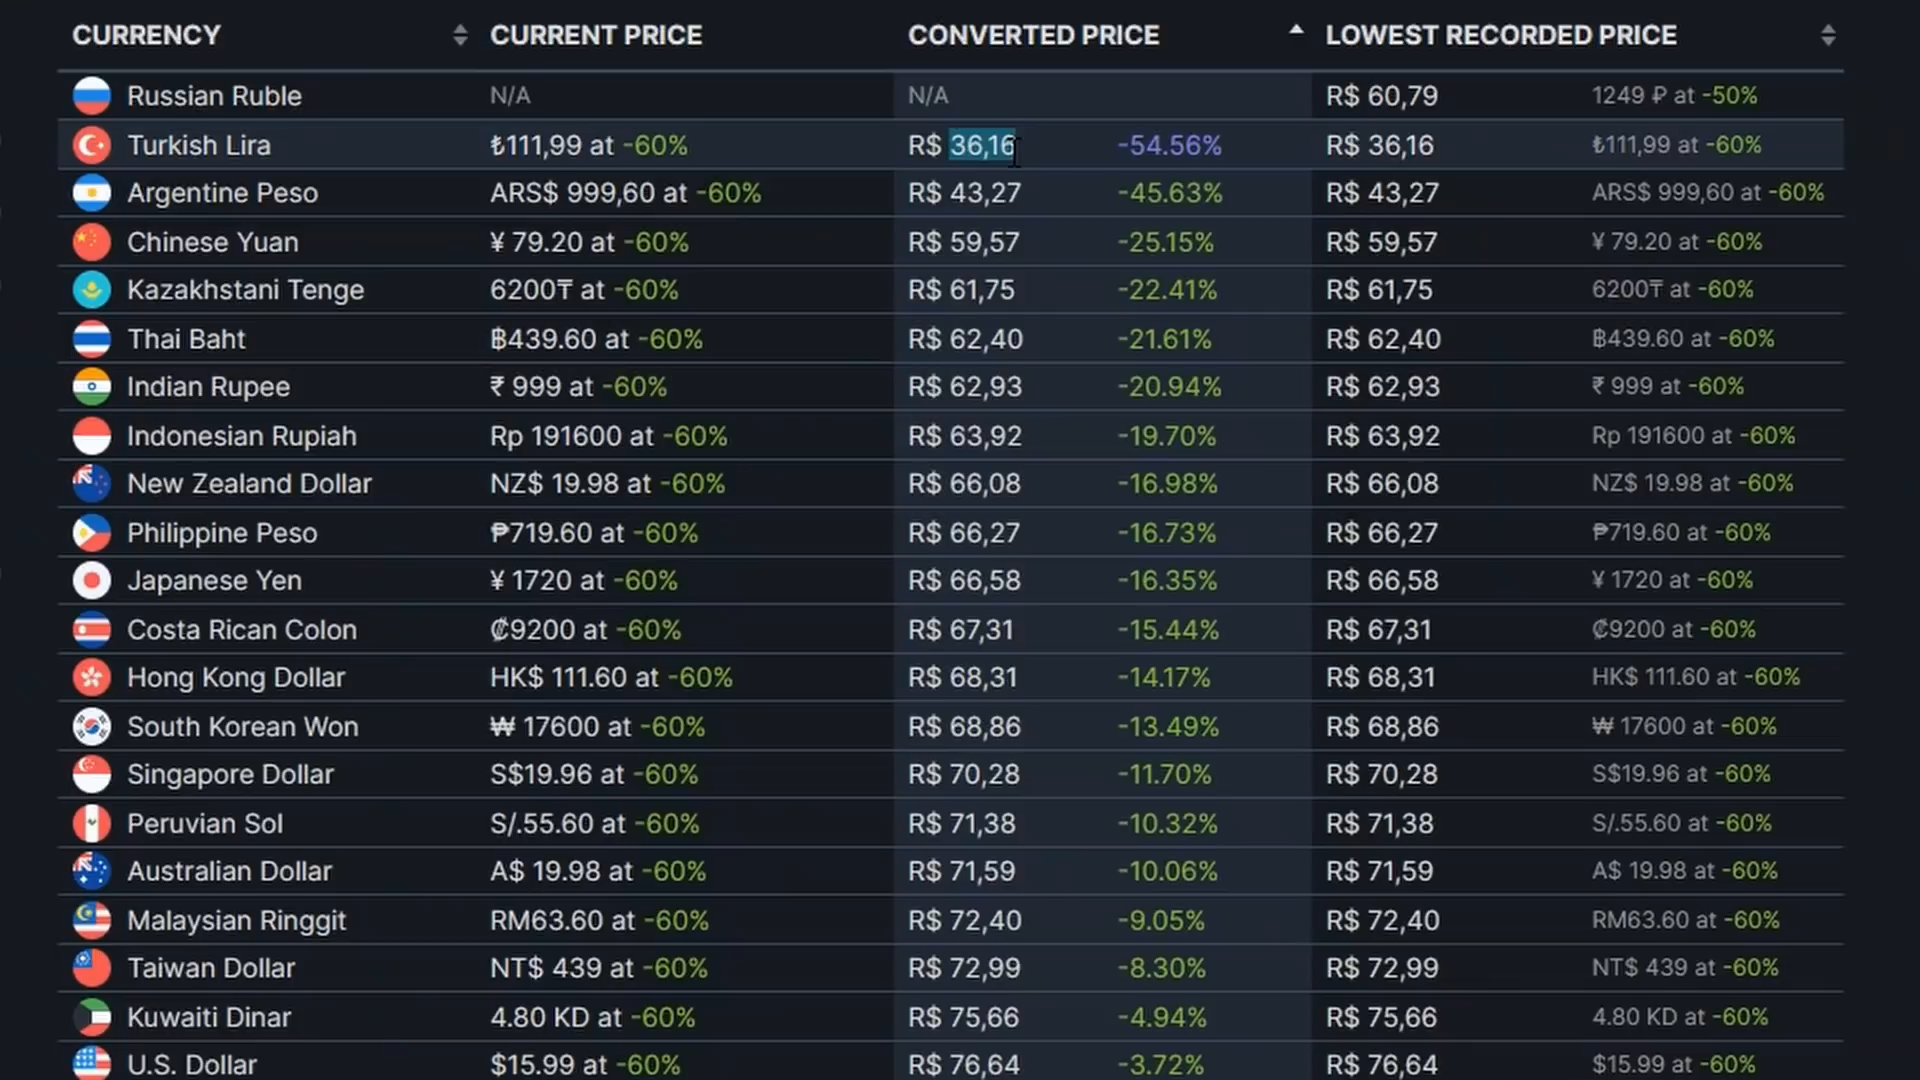 CURRENCY CURRENT PRICE CONVERTED PRICE LOWEST RECORDED PRICE
Russian Ruble N/A N/A R$ 60,79 1249 ₽ at -50%
Turkish Lira ₺111,99 at -60% R$ 36,16 -54.56% R$ 36,16 ₺111,99 at -60%
Argentine Peso ARS$ 999,60 at -60% R$ 43,27 -45.63% R$ 43,27 ARS$ 999,60 at -60%
Chinese Yuan ¥ 79.20 at -60% R$ 59,57 -25.15% R$ 59,57 ¥ 79.20 at -60%
Kazakhstani Tenge 6200₸ at -60% R$ 61,75 -22.41% R$ 61,75 6200₸ at -60%
Thai Baht ฿439.60 at -60% R$ 62,40 -21.61% R$ 62,40 ฿439.60 at -60%
Indian Rupee ₹ 999 at -60% R$ 62,93 -20.94% R$ 62,93 ₹ 999 at -60%
Indonesian Rupiah Rp 191600 at -60% R$ 63,92 -19.70% R$ 63,92 Rp 191600 at -60%
New Zealand Dollar NZ$ 19.98 at -60% R$ 66,08 -16.98% R$ 66,08 NZ$ 19.98 at -60%
Philippine Peso ₱719.60 at -60% R$ 66,27 -16.73% R$ 66,27 ₱719.60 at -60%
Japanese Yen ¥ 1720 at -60% R$ 66,58 -16.35% R$ 66,58 ¥ 1720 at -60%
Costa Rican Colon ₡9200 at -60% R$ 67,31 -15.44% R$ 67,31 ₡9200 at -60%
Hong Kong Dollar HK$ 111.60 at -60% R$ 68,31 -14.17% R$ 68,31 HK$ 111.60 at -60%
South Korean Won ₩ 17600 at -60% R$ 68,86 -13.49% R$ 68,86 ₩ 17600 at -60%
Singapore Dollar S$19.96 at -60% R$ 70,28 -11.70% R$ 70,28 S$19.96 at -60%
Peruvian Sol S/.55.60 at -60% R$ 71,38 -10.32% R$ 71,38 S/.55.60 at -60%
Australian Dollar A$ 19.98 at -60% R$ 71,59 -10.06% R$ 71,59 A$ 19.98 at -60%
Malaysian Ringgit RM63.60 at -60% R$ 72,40 -9.05% R$ 72,40 RM63.60 at -60%
Taiwan Dollar NT$ 439 at -60% R$ 72,99 -8.30% R$ 72,99 NT$ 439 at -60%
Kuwaiti Dinar 4.80 KD at -60% R$ 75,66 -4.94% R$ 75,66 4.80 KD at -60%
U.S. Dollar $15.99 at -60% R$ 76,64 -3.72% R$ 76,64 $15.99 at -60%